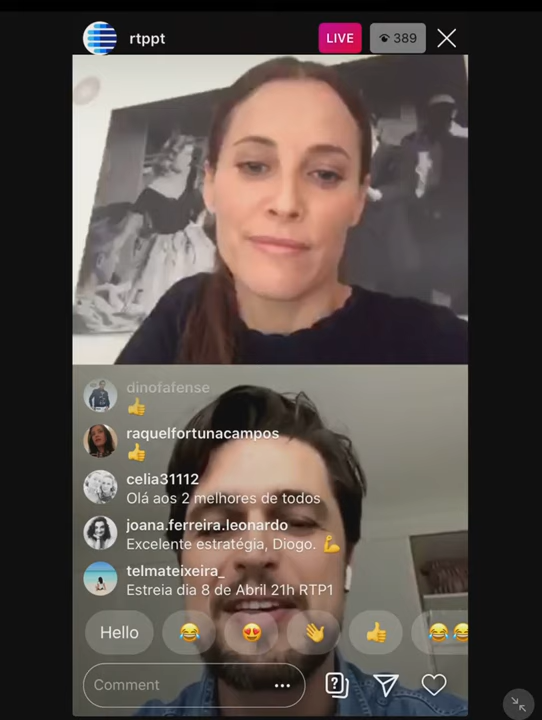 rtppt
LIVE
389
dinofafense
raquelfortunacampos
celia31112
Olá aos 2 melhores de todos
joana.ferreira.leonardo
Excelente estratégia, Diogo. 💪
telmateixeira_
Estreia dia 8 de Abril 21h RTP1
Hello
Comment